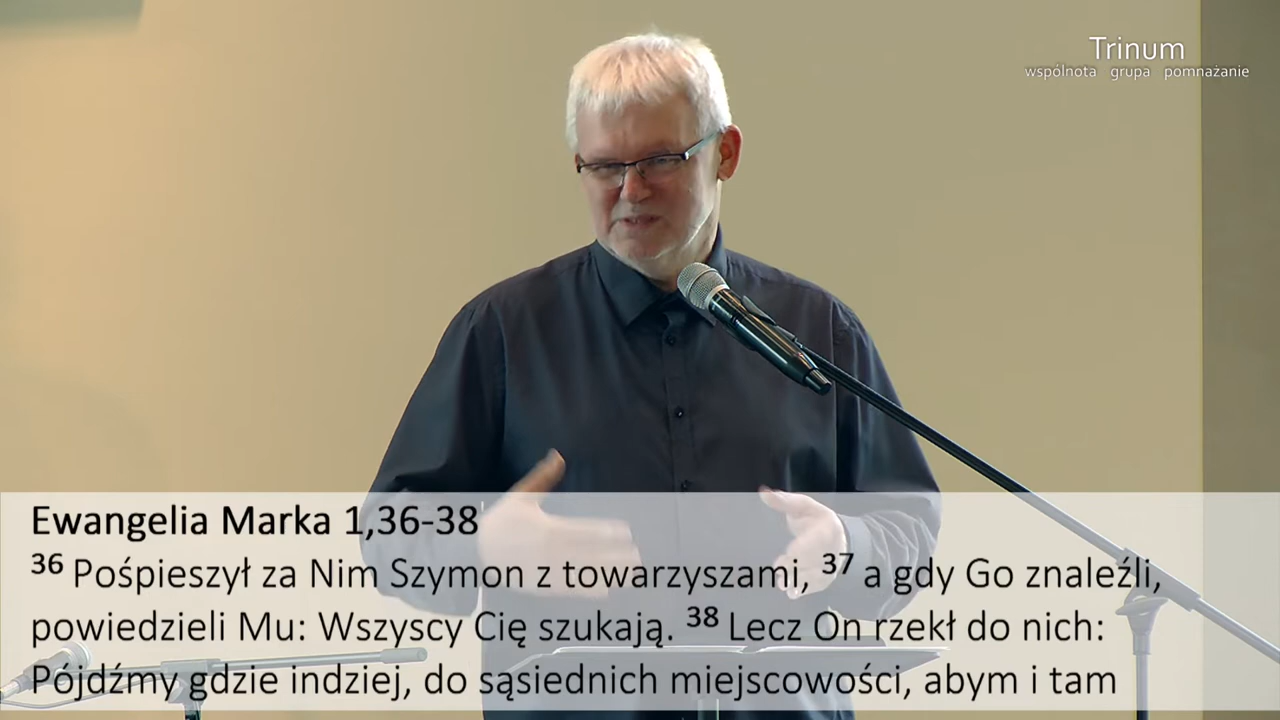 Trinum
wspólnota grupa pomnażanie
Ewangelia Marka 1,36-38
³⁶ Pośpieszył za Nim Szymon z towarzyszami, ³⁷ a gdy Go znaleźli,
powiedzieli Mu: Wszyscy Cię szukają. ³⁸ Lecz On rzekł do nich:
Pójdźmy gdzie indziej, do sąsiednich miejscowości, abym i tam